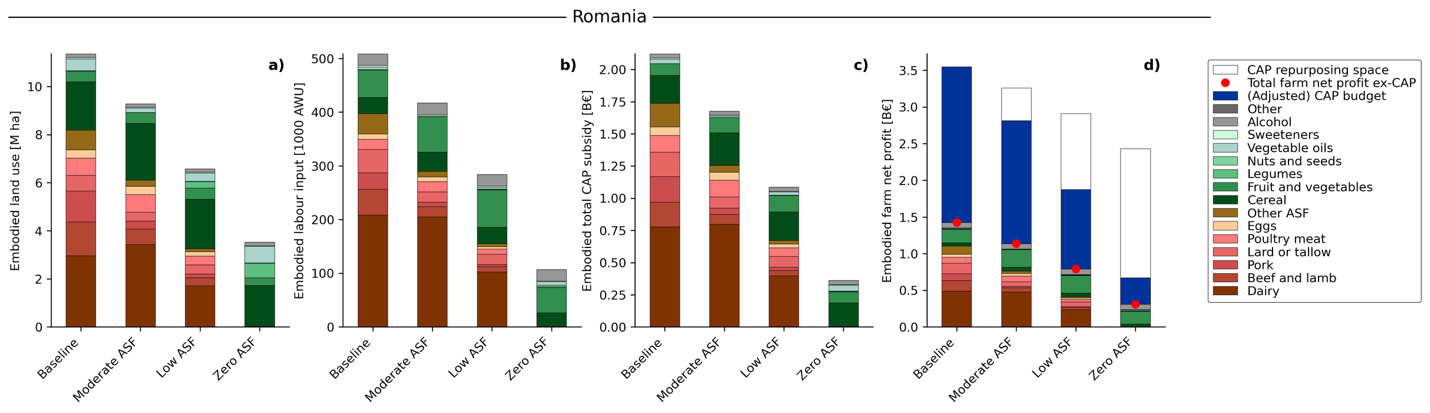 Romania
a)
Embodied land use [M ha]
10
8
6
4
2
0
Baseline
Moderate ASF
Low ASF
Zero ASF
b)
Embodied labour input [1000 AWU]
500
400
300
200
100
0
Baseline
Moderate ASF
Low ASF
Zero ASF
c)
Embodied total CAP subsidy [B€]
2.00
1.75
1.50
1.25
1.00
0.75
0.50
0.25
0.00
Baseline
Moderate ASF
Low ASF
Zero ASF
d)
Embodied farm net profit [B€]
3.5
3.0
2.5
2.0
1.5
1.0
0.5
0.0
Baseline
Moderate ASF
Low ASF
Zero ASF
CAP repurposing space
Total farm net profit ex-CAP
(Adjusted) CAP budget
Other
Alcohol
Sweeteners
Vegetable oils
Nuts and seeds
Legumes
Fruit and vegetables
Cereal
Other ASF
Eggs
Poultry meat
Lard or tallow
Pork
Beef and lamb
Dairy